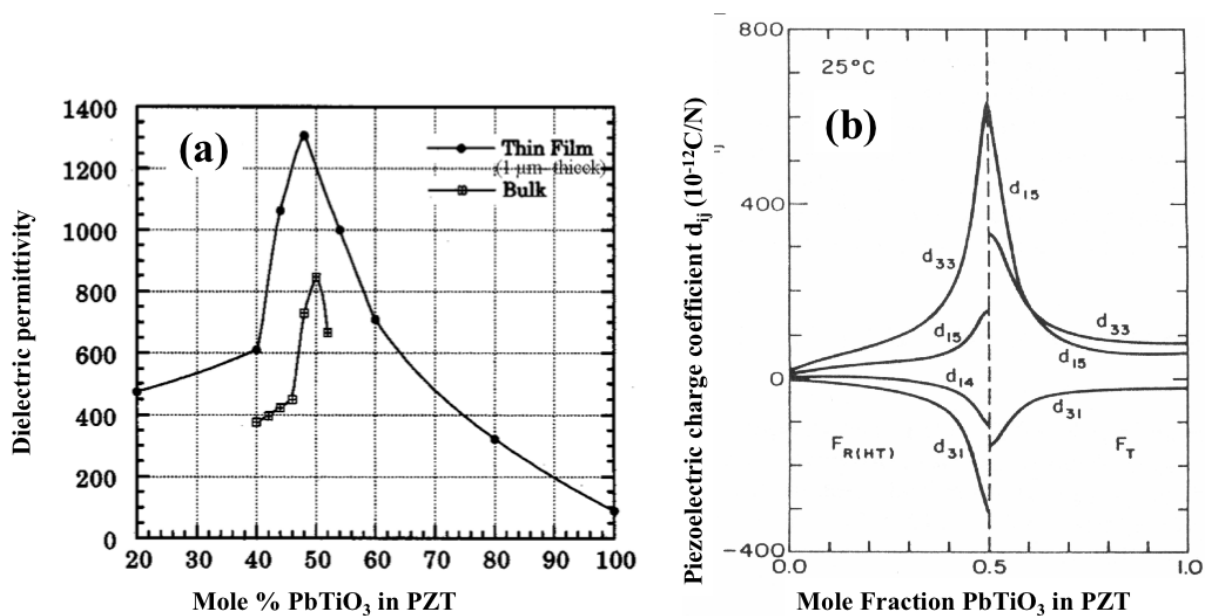 (a)
1400
1200
1000
800
600
400
200
0
Dielectric permittivity
Thin Film
(1 μm thieck)
Bulk
20 30 40 50 60 70 80 90 100
Mole % PbTiO3 in PZT
(b)
25°C
800
400
0
-400
Piezoelectric charge coefficient dij (10-12C/N)
d15
d33
d15
d33
d15
d14
d31
d31
FR(HT)
FT
0.0 0.5 1.0
Mole Fraction PbTiO3 in PZT